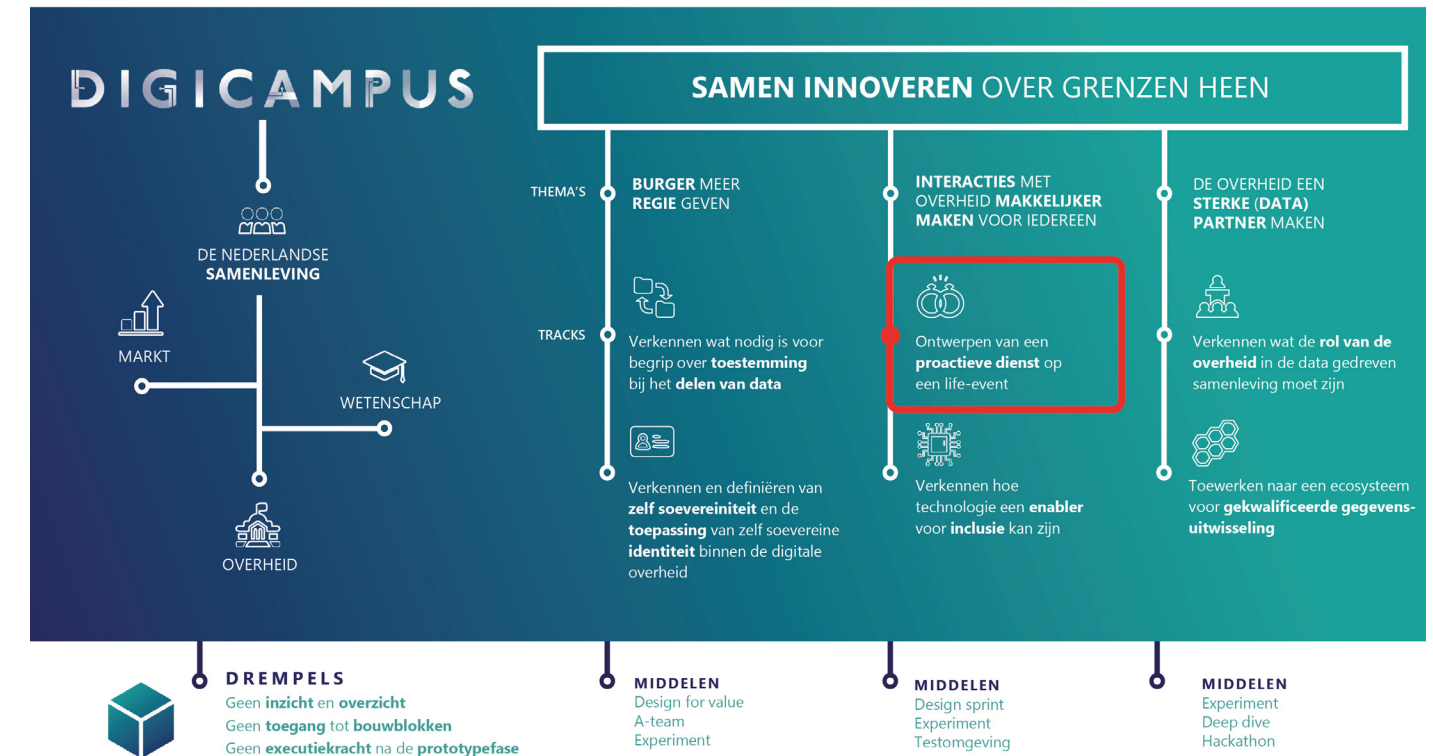 DIGICAMPUS
DE NEDERLANDSE
SAMENLEVING
MARKT
WETENSCHAP
OVERHEID
SAMEN INNOVEREN OVER GRENZEN HEEN
THEMA'S
BURGER MEER
REGIE GEVEN
INTERACTIES MET
OVERHEID MAKKELIJKER
MAKEN VOOR IEDEREEN
DE OVERHEID EEN
STERKE (DATA)
PARTNER MAKEN
TRACKS
Verkennen wat nodig is voor
begrip over toestemming
bij het delen van data
Ontwerpen van een
proactieve dienst op
een life-event
Verkennen wat de rol van de
overheid in de data gedreven
samenleving moet zijn
Verkennen en definiëren van
zelf soevereiniteit en de
toepassing van zelf soevereine
identiteit binnen de digitale
overheid
Verkennen hoe
technologie een enabler
voor inclusie kan zijn
Toewerken naar een ecosysteem
voor gekwalificeerde gegevens-
uitwisseling
DREMPELS
Geen inzicht en overzicht
Geen toegang tot bouwblokken
Geen executiekracht na de prototypefase
MIDDELEN
Design for value
A-team
Experiment
MIDDELEN
Design sprint
Experiment
Testomgeving
MIDDELEN
Experiment
Deep dive
Hackathon